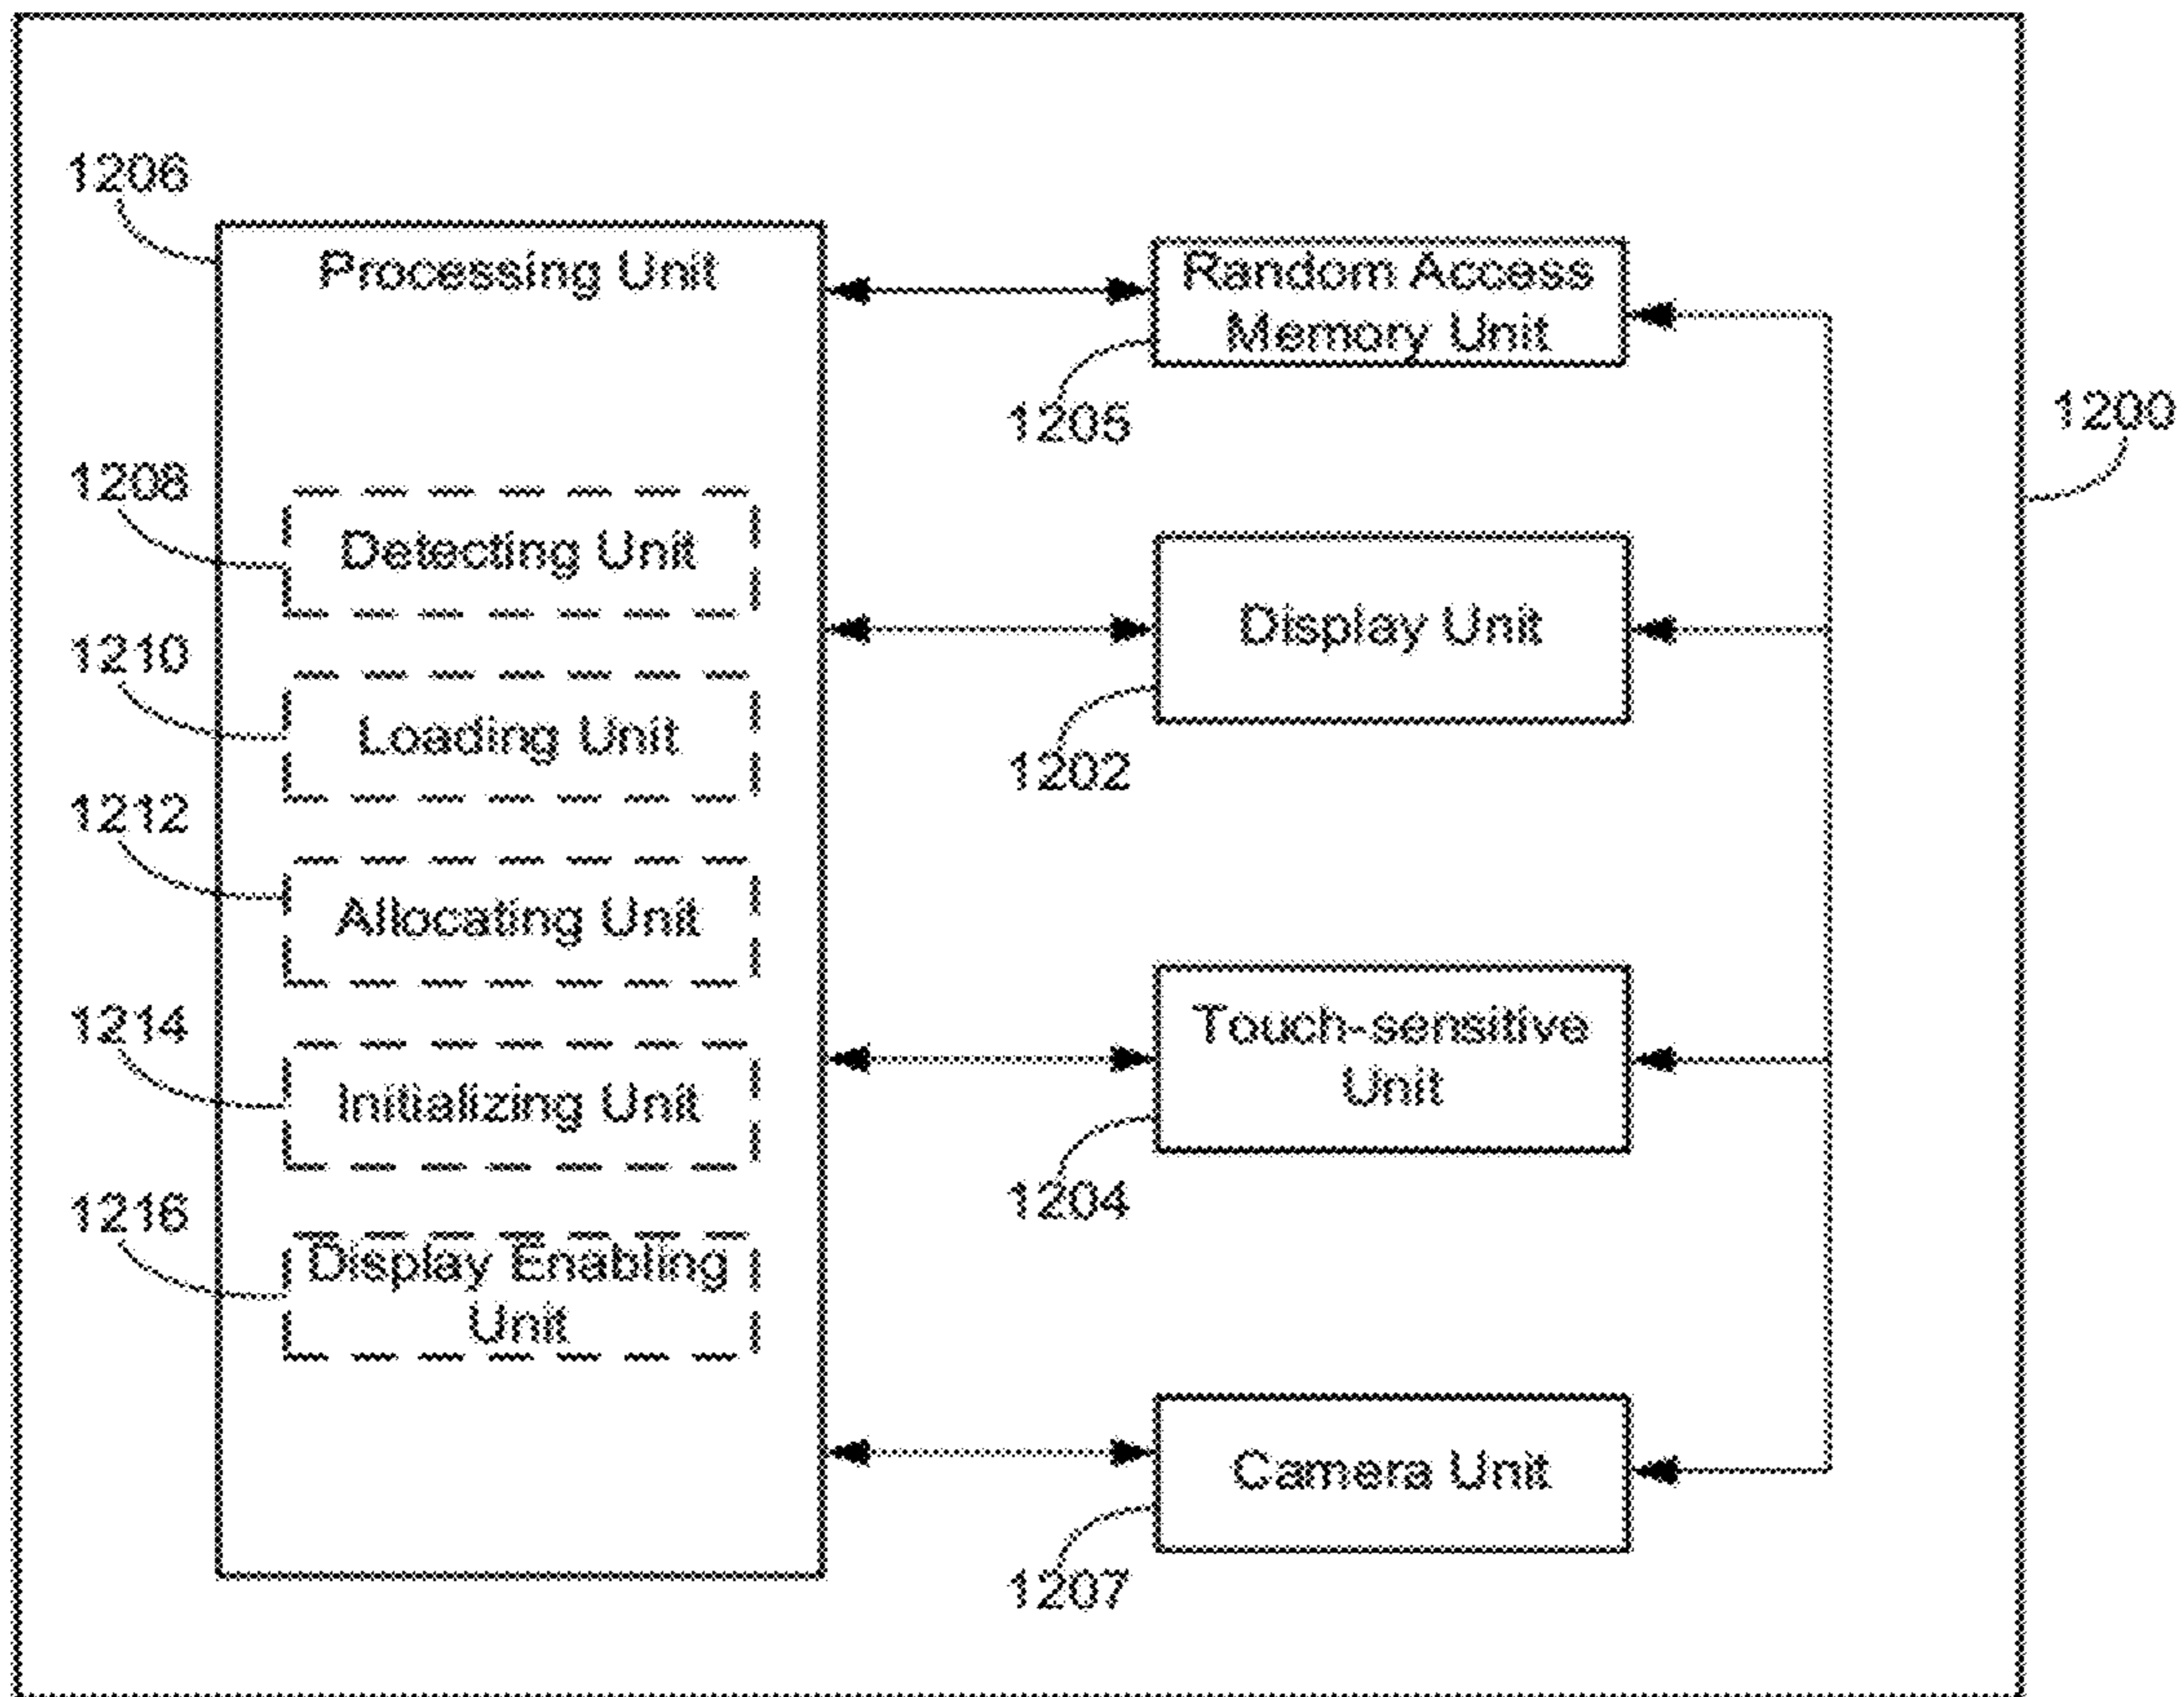 1206
Processing Unit
Random Access
Memory Unit
1205
1200
1208
Detecting Unit
1210
Loading Unit
Display Unit
1202
1212
Allocating Unit
1214
Initializing Unit
Touch-sensitive
Unit
1204
1216
Display Enabling
Unit
Camera Unit
1207